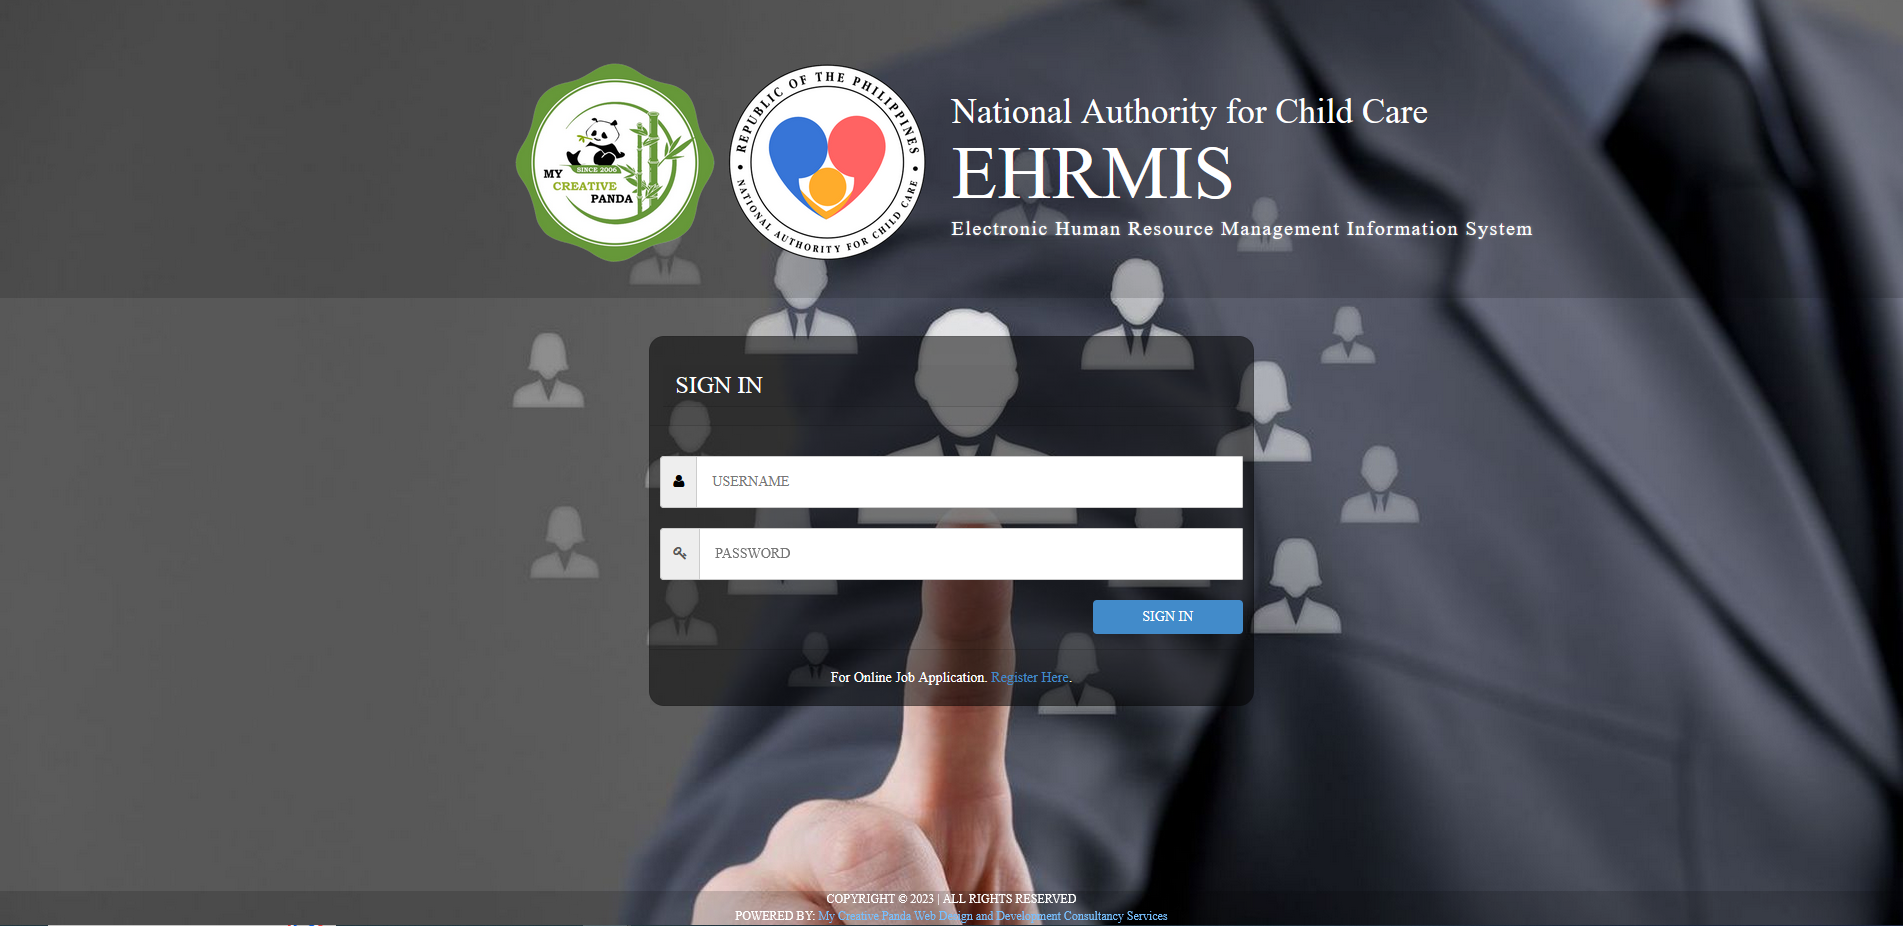 MY
CREATIVE
PANDA
SINCE 2006
REPUBLIC OF THE PHILIPPINES
NATIONAL AUTHORITY FOR CHILD CARE
National Authority for Child Care
EHRMIS
Electronic Human Resource Management Information System
SIGN IN
USERNAME
PASSWORD
SIGN IN
For Online Job Application. Register Here.
COPYRIGHT © 2023 | ALL RIGHTS RESERVED
POWERED BY: My Creative Panda Web Design and Development Consultancy Services